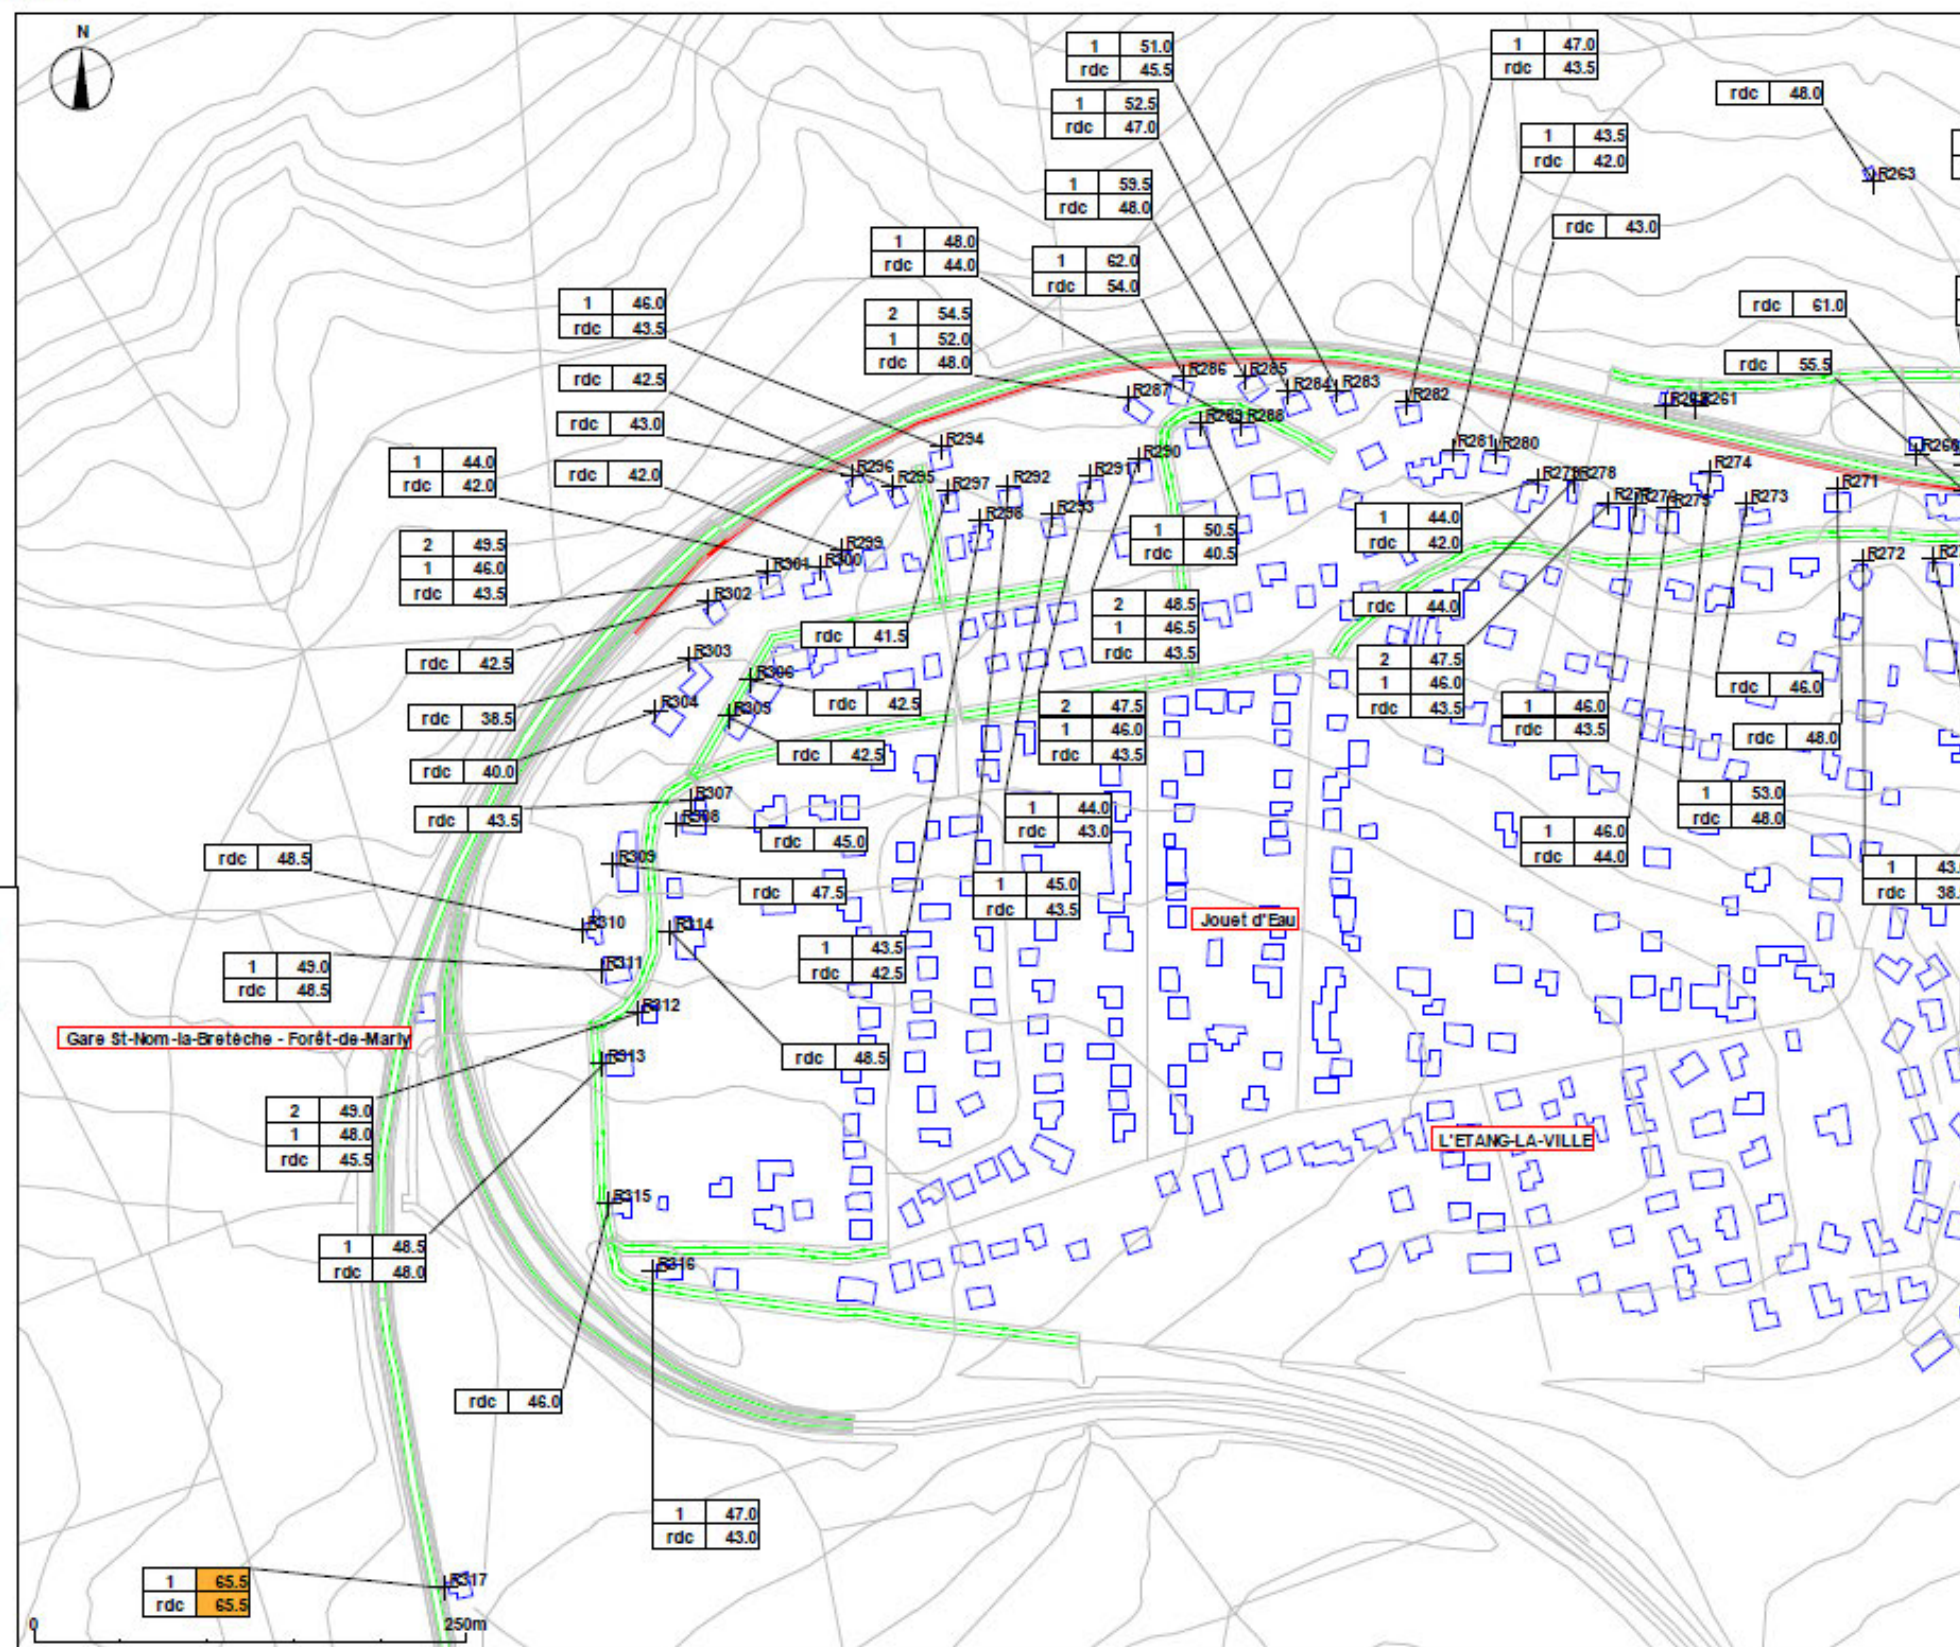 N
1 51.0
rdc 45.5
1 47.0
rdc 43.5
rdc 48.0
1 52.5
rdc 47.0
1 43.5
rdc 42.0
R263
1 59.5
rdc 48.0
rdc 43.0
1 48.0
rdc 44.0
1 62.0
rdc 54.0
1 46.0
rdc 43.5
2 54.5
1 52.0
rdc 48.0
rdc 61.0
rdc 55.5
rdc 42.5
rdc 43.0
R286
R285
R284
R283
R282
R287
R261
R289
R288
R294
R281
R280
R260
1 44.0
rdc 42.0
rdc 42.0
R296
R295
R297
R292
R291
R290
R278
R274
R273
R271
R298
R293
1 50.5
rdc 40.5
1 44.0
rdc 42.0
2 49.5
1 46.0
rdc 43.5
R299
R300
R301
R302
R272
rdc 44.0
2 48.5
1 46.5
rdc 43.5
rdc 41.5
rdc 42.5
R303
R306
2 47.5
1 46.0
rdc 43.5
rdc 46.0
rdc 38.5
R304
R305
rdc 42.5
2 47.5
1 46.0
rdc 43.5
1 46.0
rdc 43.5
rdc 48.0
rdc 42.5
rdc 40.0
R307
R308
rdc 43.5
1 44.0
rdc 43.0
1 53.0
rdc 48.0
rdc 45.0
1 46.0
rdc 44.0
rdc 48.5
R309
rdc 47.5
1 45.0
rdc 43.5
1 43.
rdc 38.
R310
R314
Jouet d'Eau
1 43.5
rdc 42.5
1 49.0
rdc 48.5
R311
R312
Gare St-Nom-la-Bretèche - Forêt-de-Marly
R313
rdc 48.5
2 49.0
1 48.0
rdc 45.5
L'ETANG-LA-VILLE
R315
1 48.5
rdc 48.0
R316
rdc 46.0
1 47.0
rdc 43.0
1 65.5
rdc 65.5
R317
0 250m